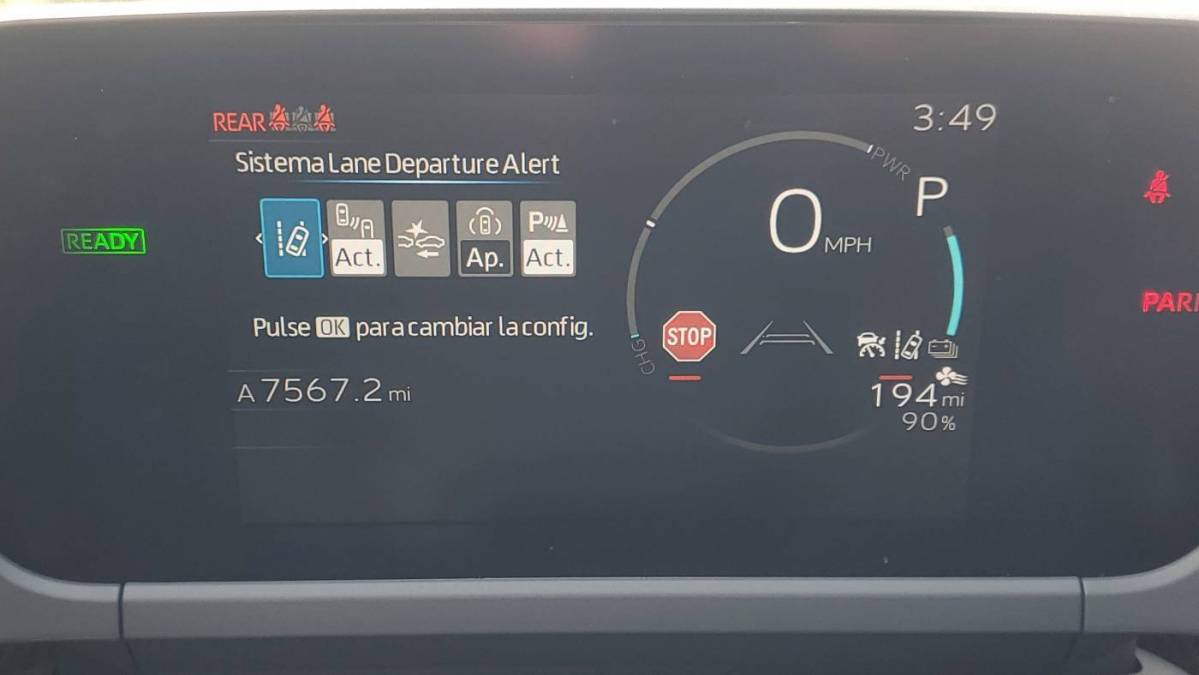 REAR
3:49
Sistema Lane Departure Alert
PWR
P
READY
0 MPH
P
Act.
Ap.
Act.
Pulse OK para cambiar la config.
STOP
CHG
PAR
A 7567.2 mi
194 mi
90%